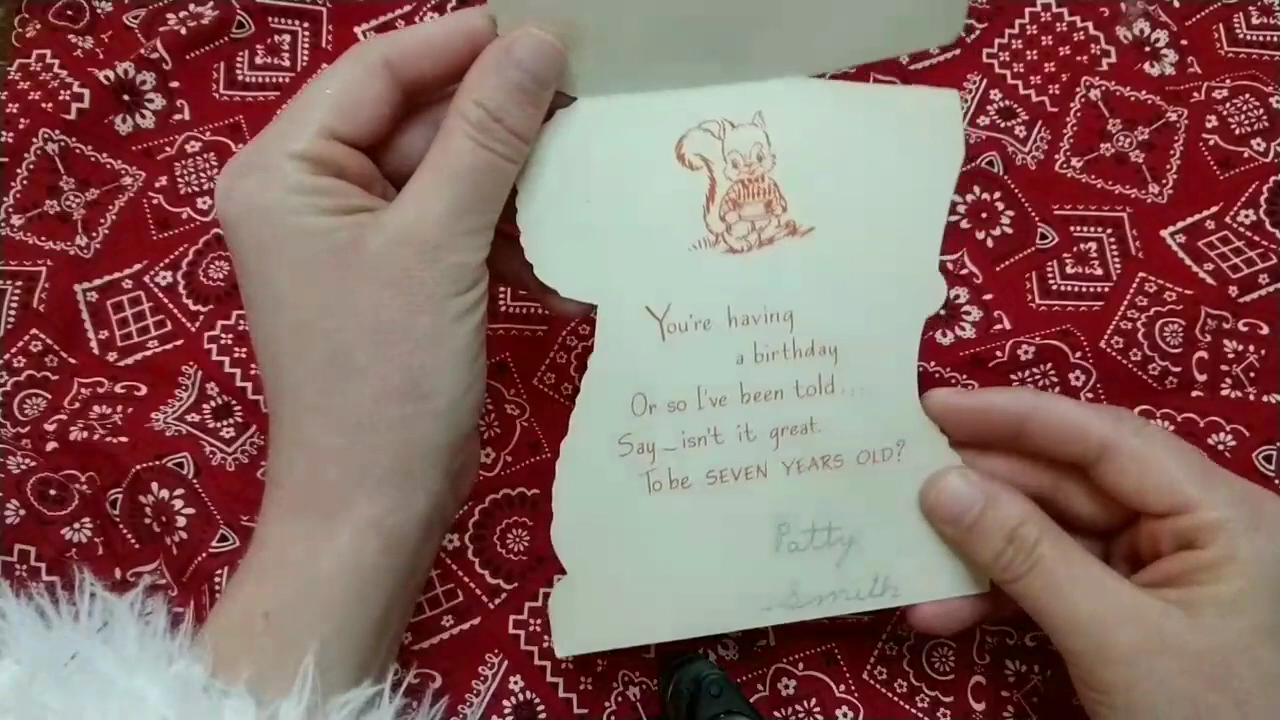 You're having
a birthday
Or so I've been told....
Say _ isn't it great
To be SEVEN YEARS OLD?
Patty
Smith